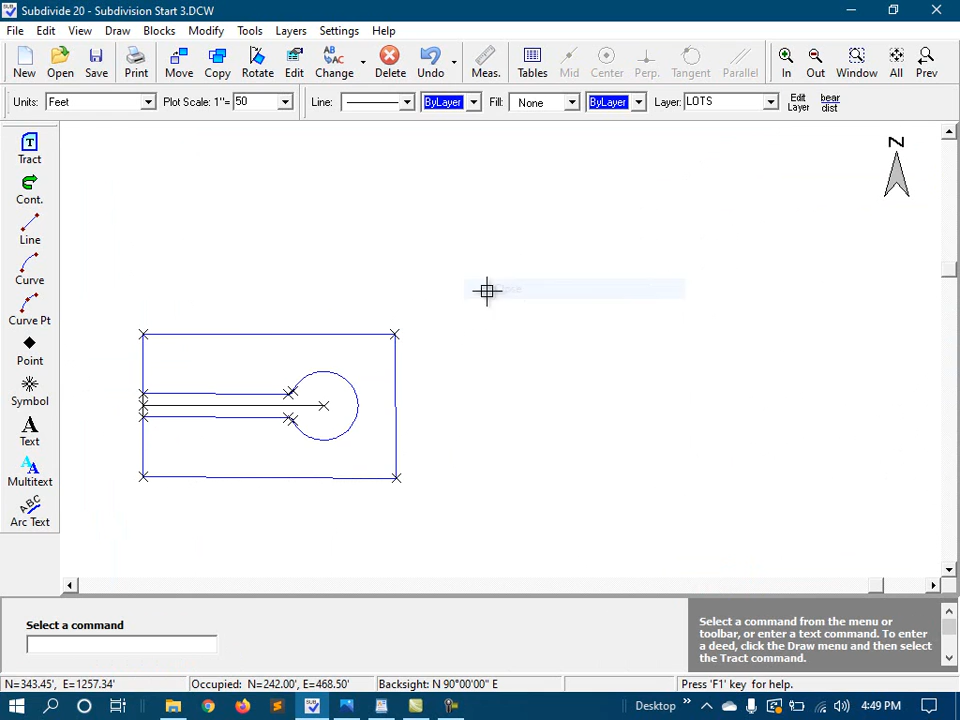 Subdivide 20 - Subdivision Start 3.DCW
File Edit View Draw Blocks Modify Tools Layers Settings Help
New Open Save Print Move Copy Rotate Edit Change Delete Undo Meas. Tables Mid Center Perp. Tangent Parallel In Out Window All Prev
Units: Feet Plot Scale: 1"= 50 Line: ByLayer Fill: None ByLayer Layer: LOTS Edit Layer bear dist
Tract
Cont.
Line
Curve
Curve Pt
Point
Symbol
Text
Multitext
Arc Text
N
Select a command
Select a command from the menu or
toolbar, or enter a text command. To enter
a deed, click the Draw menu and then select
the Tract command.
N=343.45', E=1257.34' Occupied: N=242.00' E=468.50' Backsight: N 90°00'00" E Press 'F1' key for help.
Desktop 4:49 PM